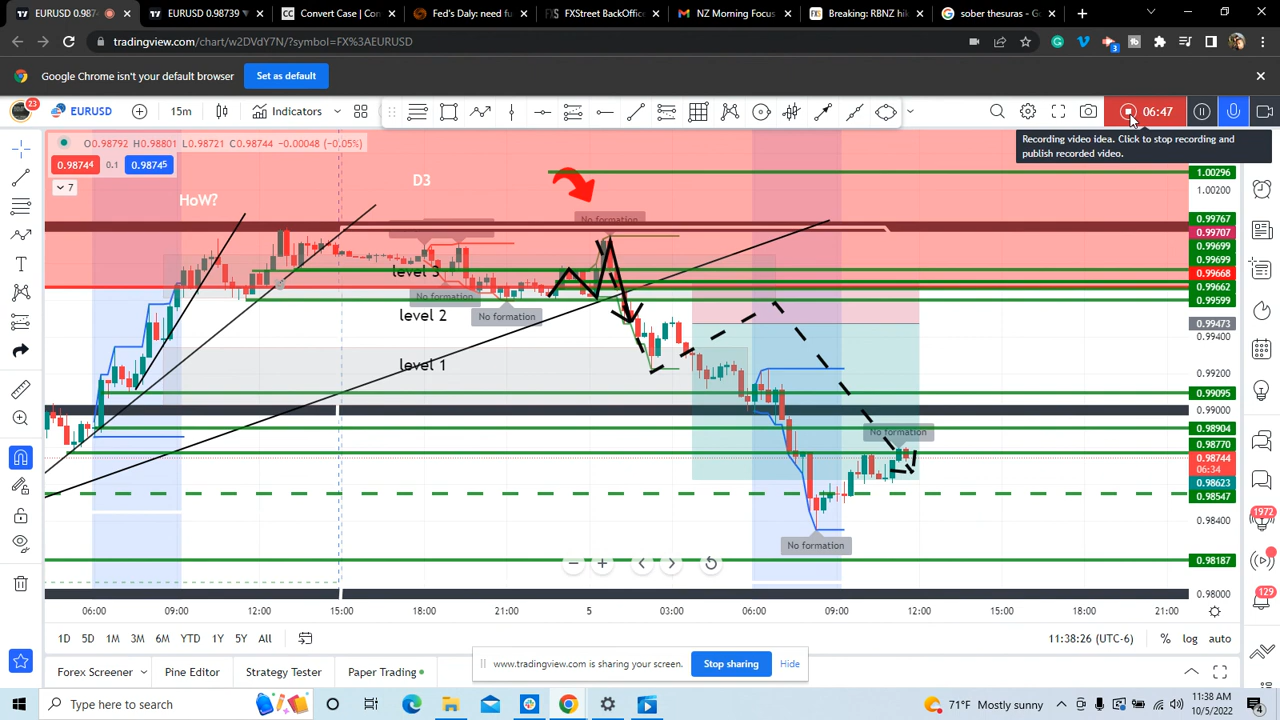 EURUSD 0.987
EURUSD 0.98739
Convert Case | Con
Fed's Daly: need fu
FXStreet BackOffice
NZ Morning Focus
Breaking: RBNZ hik
sober thesuras - Go
tradingview.com/chart/w2DVdY7N/?symbol=FX%3AEURUSD
3
Google Chrome isn't your default browser
Set as default
23
EURUSD
15m
Indicators
06:47
Recording video idea. Click to stop recording and
publish recorded video.
O0.98792 H0.98801 L0.98721 C0.98744 -0.00048 (-0.05%)
0.98744
0.1
0.98745
7
HoW?
D3
No formation
level 3
No formation
No formation
level 2
level 1
No formation
No formation
1.00296
1.00200
0.99767
0.99707
0.99699
0.99699
0.99668
0.99662
0.99599
0.99473
0.99400
0.99200
0.99095
0.99000
0.98904
0.98770
0.98744
06:34
0.98623
0.98547
0.98400
0.98187
0.98000
06:00
09:00
12:00
15:00
18:00
21:00
5
03:00
06:00
09:00
12:00
15:00
18:00
21:00
1D 5D 1M 3M 6M YTD 1Y 5Y All
11:38:26 (UTC-6)
%
log
auto
1972
129
Forex Screener
Pine Editor
Strategy Tester
Paper Trading
www.tradingview.com is sharing your screen.
Stop sharing
Hide
Type here to search
71°F Mostly sunny
11:38 AM
10/5/2022
4